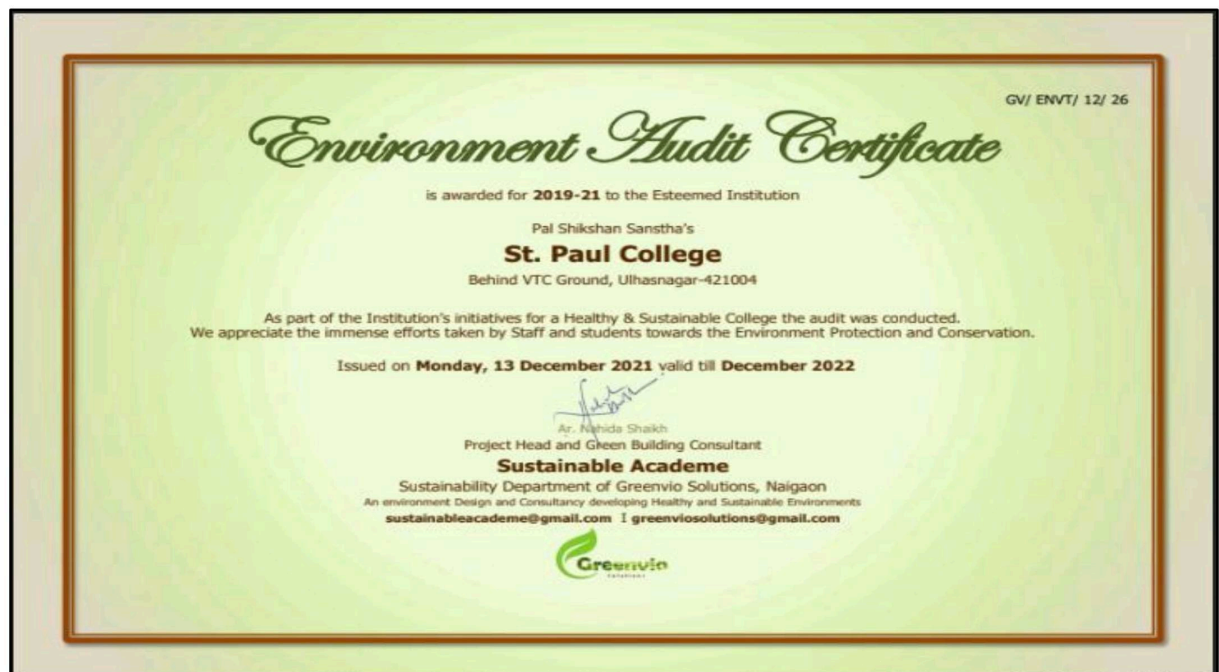 GV/ ENVT/ 12/ 26
Environment Audit Certificate
is awarded for 2019-21 to the Esteemed Institution
Pal Shikshan Sanstha's
St. Paul College
Behind VTC Ground, Ulhasnagar-421004
As part of the Institution's initiatives for a Healthy & Sustainable College the audit was conducted.
We appreciate the immense efforts taken by Staff and students towards the Environment Protection and Conservation.
Issued on Monday, 13 December 2021 valid till December 2022
Ar. Nahida Shaikh
Project Head and Green Building Consultant
Sustainable Academe
Sustainability Department of Greenvio Solutions, Naigaon
An environment Design and Consultancy developing Healthy and Sustainable Environments
sustainableacademe@gmail.com I greenviosolutions@gmail.com
Greenvio
Solutions